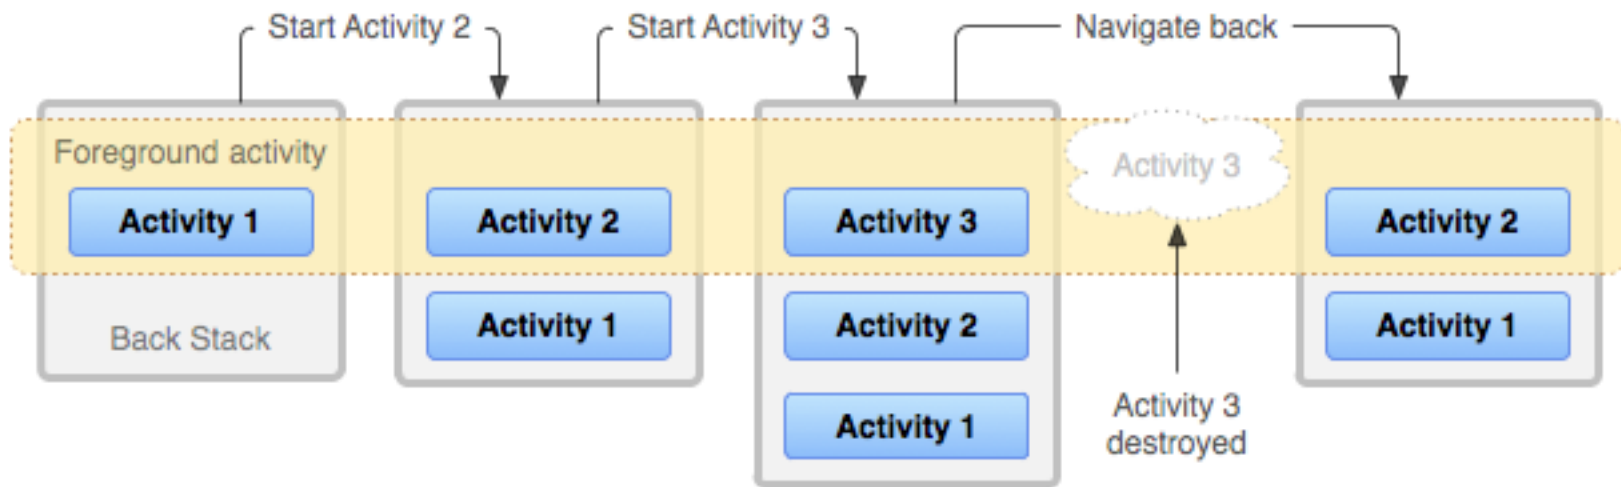 Start Activity 2
Start Activity 3
Navigate back
Foreground activity
Activity 3
Activity 1
Activity 2
Activity 3
Activity 2
Back Stack
Activity 1
Activity 2
Activity 1
Activity 1
Activity 3
destroyed